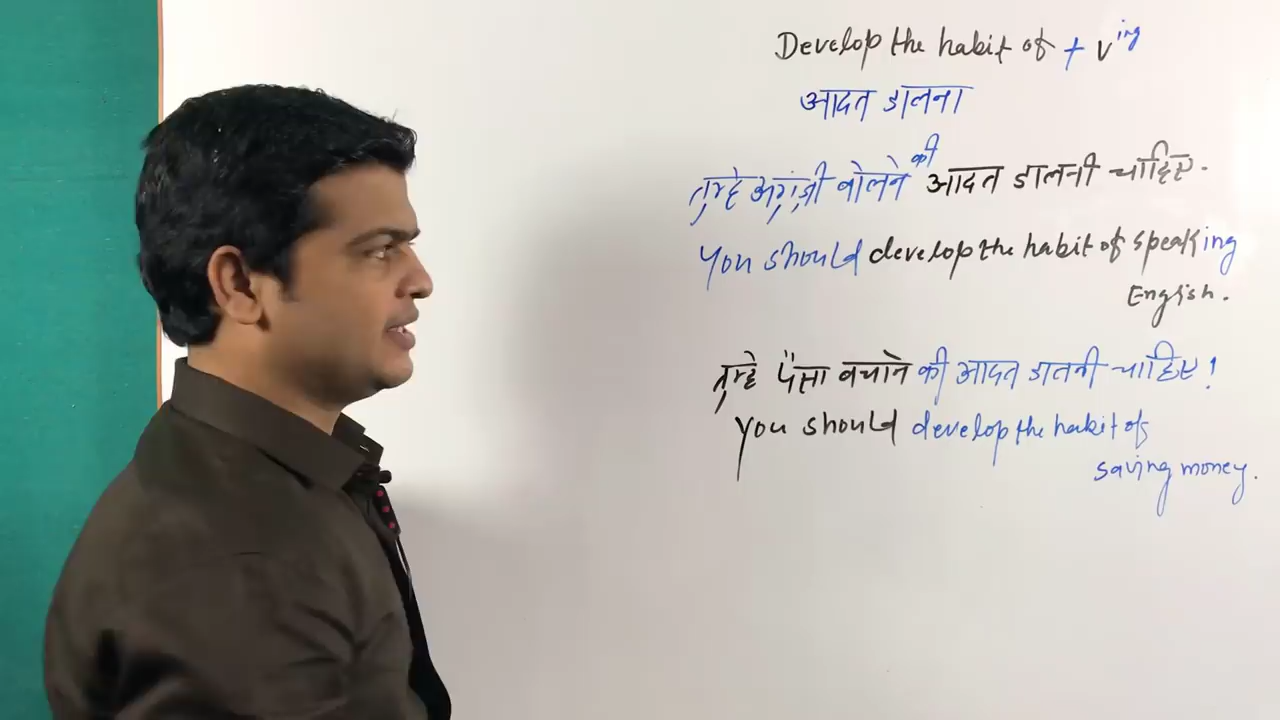 Develop the habit of + v ing
आदत डालना
तुम्हे अग्रंज़ी बोलने की आदत डालनी चाहिए.
You should develop the habit of speaking
English.
तुम्हे पैंसा बचाने की आदत डालनी चाहिए!
You should develop the habit of
saving money.